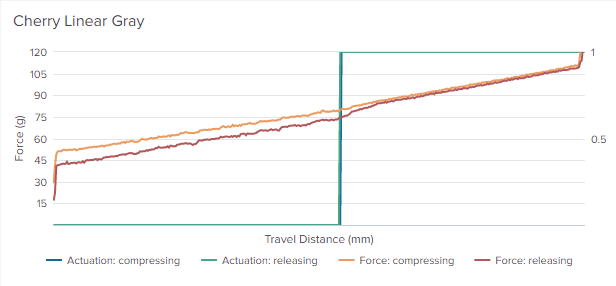 Cherry Linear Gray
120
105
90
75
60
45
30
15
Force (g)
1
0.5
Travel Distance (mm)
Actuation: compressing Actuation: releasing Force: compressing Force: releasing